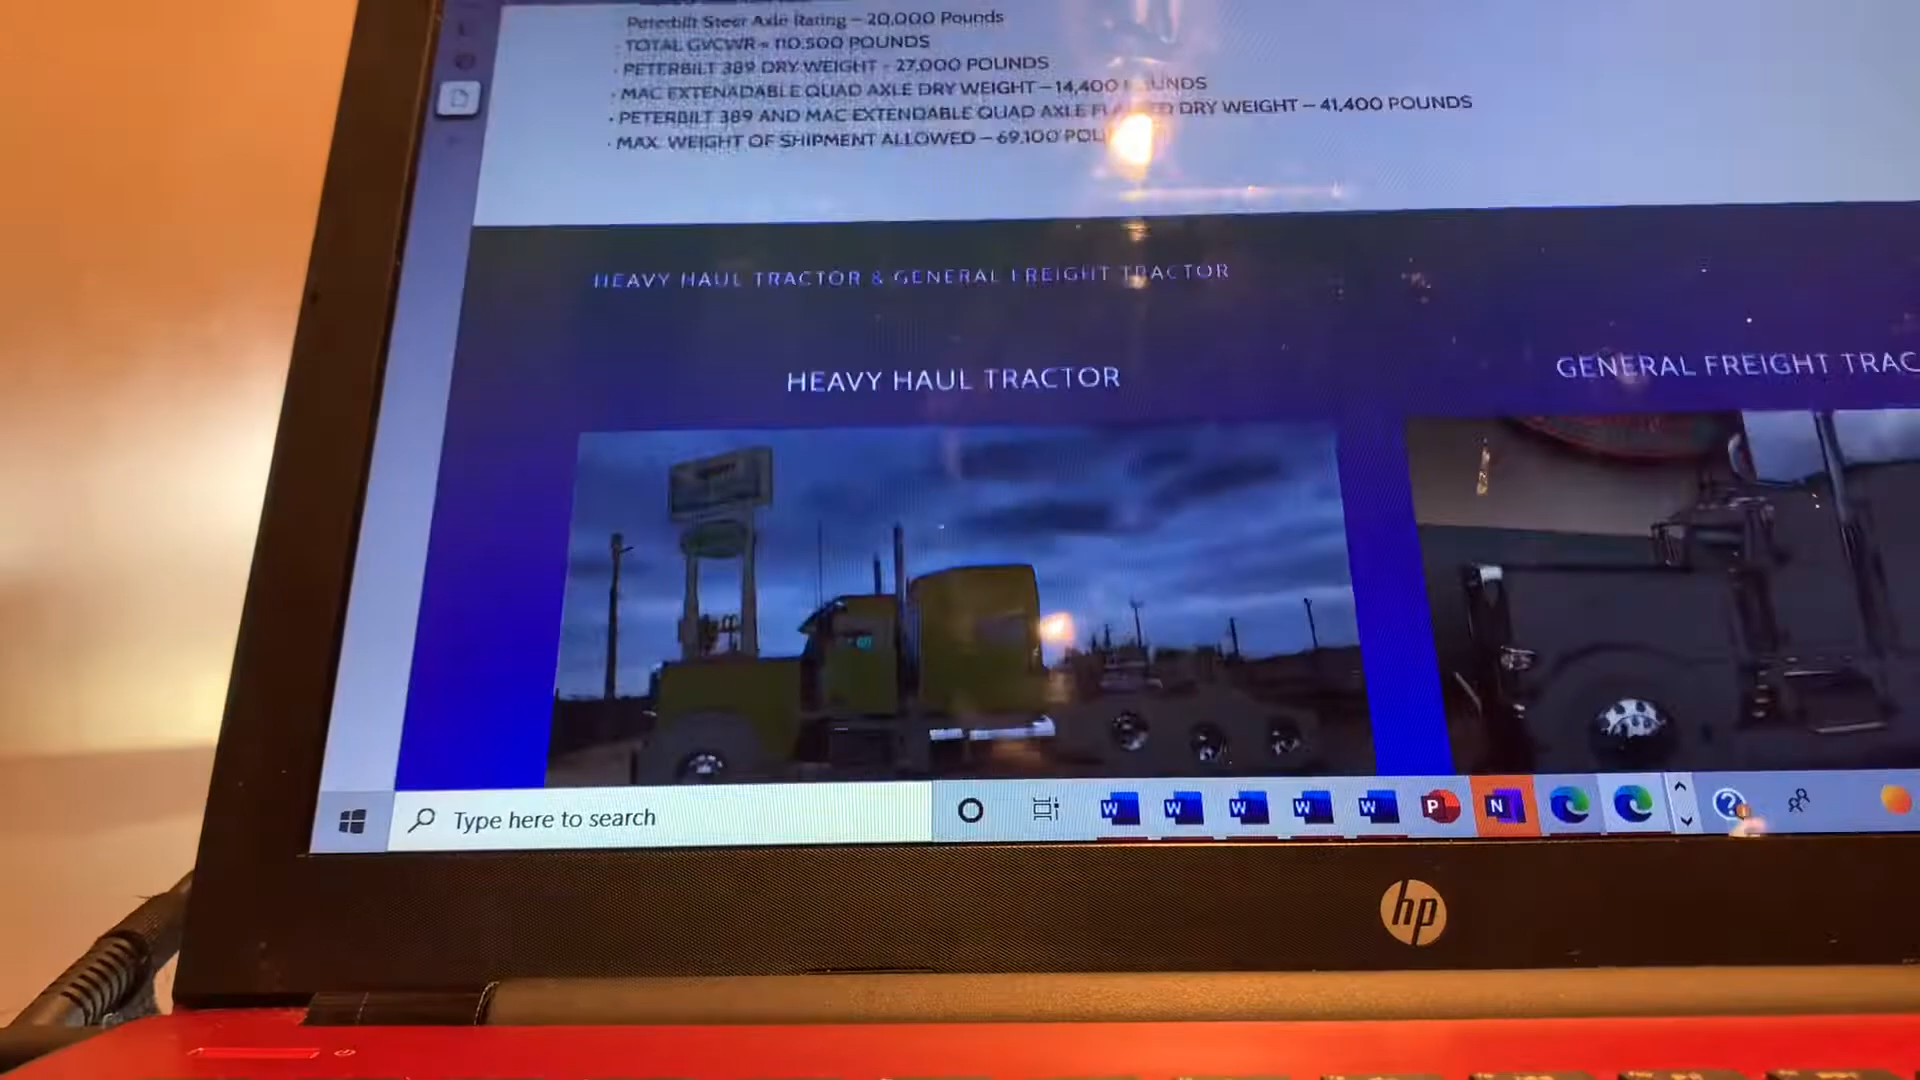 Peterbilt Steer Axle Rating – 20,000 Pounds
· TOTAL GVCWR = 110,500 POUNDS
· PETERBILT 389 DRY WEIGHT - 27,000 POUNDS
· MAC EXTENADABLE QUAD AXLE DRY WEIGHT – 14,400 POUNDS
· PETERBILT 389 AND MAC EXTENDABLE QUAD AXLE DRY WEIGHT – 41,400 POUNDS
· MAX. WEIGHT OF SHIPMENT ALLOWED – 69,100 POU
HEAVY HAUL TRACTOR & GENERAL FREIGHT TRACTOR
HEAVY HAUL TRACTOR
GENERAL FREIGHT TRAC
Type here to search
W W W W W P N
hp